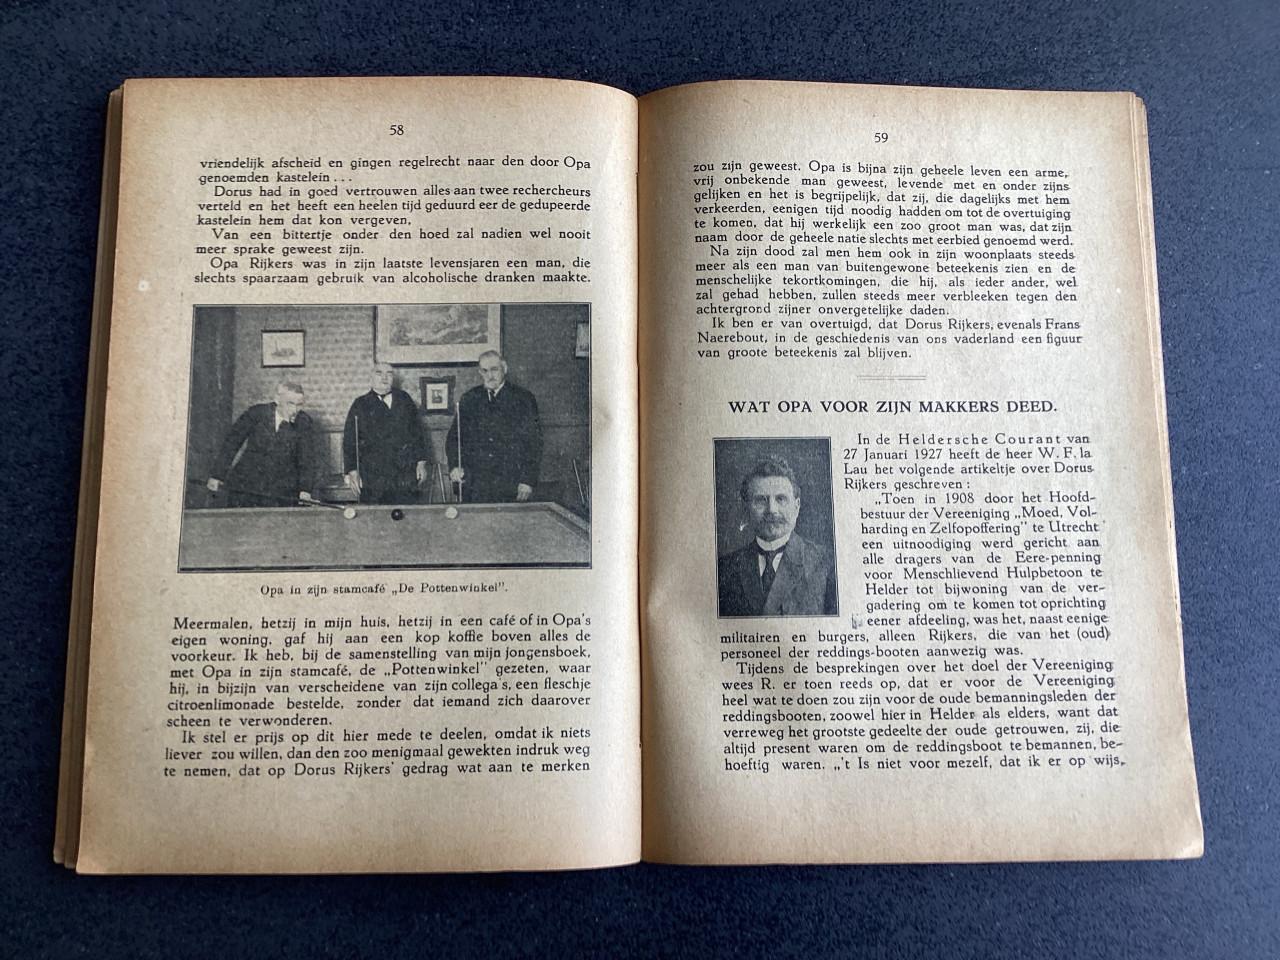 58
vriendelijk afscheid en gingen regelrecht naar den door Opa
genoemden kastelein . . .
Dorus had in goed vertrouwen alles aan twee rechercheurs
verteld en het heeft een heelen tijd geduurd eer de gedupeerde
kastelein hem dat kon vergeven.
Van een bittertje onder den hoed zal nadien wel nooit
meer sprake geweest zijn.
Opa Rijkers was in zijn laatste levensjaren een man, die
slechts spaarzaam gebruik van alcoholische dranken maakte.
Opa in zijn stamcafé „De Pottenwinkel".
Meermalen, hetzij in mijn huis, hetzij in een café of in Opa's
eigen woning, gaf hij aan een kop koffie boven alles de
voorkeur. Ik heb, bij de samenstelling van mijn jongensboek,
met Opa in zijn stamcafé, de „Pottenwinkel" gezeten, waar
hij, in bijzijn van verscheidene van zijn collega's, een fleschje
citroenlimonade bestelde, zonder dat iemand zich daarover
scheen te verwonderen.
Ik stel er prijs op dit hier mede te deelen, omdat ik niets
liever zou willen, dan den zoo menigmaal gewekten indruk weg
te nemen, dat op Dorus Rijkers' gedrag wat aan te merken
59
zou zijn geweest. Opa is bijna zijn geheele leven een arme,
vrij onbekende man geweest, levende met en onder zijns
gelijken en het is begrijpelijk, dat zij, die dagelijks met hem
verkeerden, eenigen tijd noodig hadden om tot de overtuiging
te komen, dat hij werkelijk een zoo groot man was, dat zijn
naam door de geheele natie slechts met eerbied genoemd werd.
Na zijn dood zal men hem ook in zijn woonplaats steeds
meer als een man van buitengewone beteekenis zien en de
menschelijke tekortkomingen, die hij, als ieder ander, wel
zal gehad hebben, zullen steeds meer verbleeken tegen den
achtergrond zijner onvergetelijke daden.
Ik ben er van overtuigd, dat Dorus Rijkers, evenals Frans
Naerebout, in de geschiedenis van ons vaderland een figuur
van groote beteekenis zal blijven.
WAT OPA VOOR ZIJN MAKKERS DEED.
In de Heldersche Courant van
27 Januari 1927 heeft de heer W. F. la
Lau het volgende artikeltje over Dorus
Rijkers geschreven :
„Toen in 1908 door het Hoofd-
bestuur der Vereeniging „Moed, Vol-
harding en Zelfopoffering" te Utrecht
een uitnoodiging werd gericht aan
alle dragers van de Eere-penning
voor Menschlievend Hulpbetoon te
Helder tot bijwoning van de ver-
gadering om te komen tot oprichting
eener afdeeling, was het, naast eenige
militairen en burgers, alleen Rijkers, die van het (oud)
personeel der reddings-booten aanwezig was.
Tijdens de besprekingen over het doel der Vereeniging
wees R. er toen reeds op, dat er voor de Vereeniging
heel wat te doen zou zijn voor de oude bemanningsleden der
reddingsbooten, zoowel hier in Helder als elders, want dat
verreweg het grootste gedeelte der oude getrouwen, zij, die
altijd present waren om de reddingsboot te bemannen, be-
hoeftig waren. „'t Is niet voor mezelf, dat ik er op wijs,